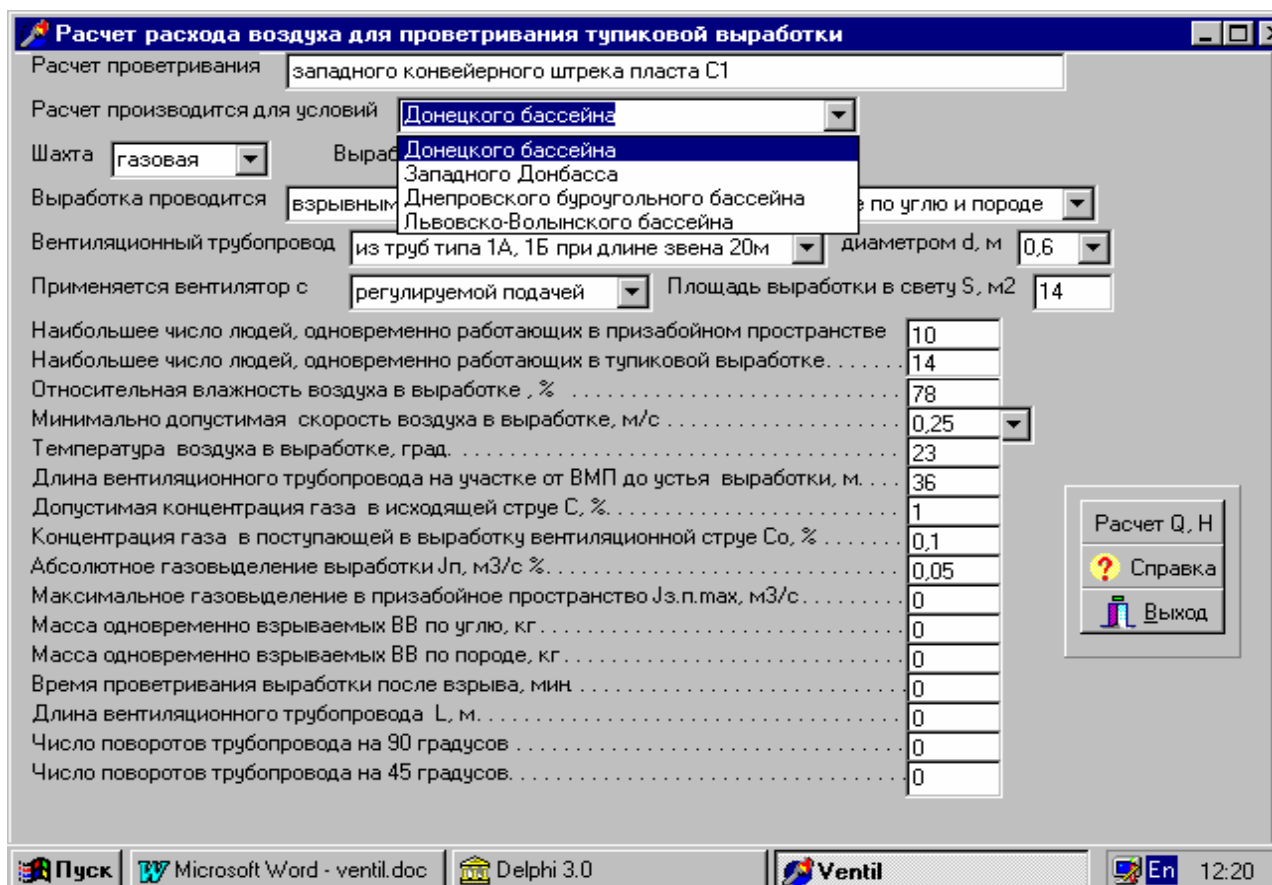 Расчет расхода воздуха для проветривания тупиковой выработки
Расчет проветривания западного конвейерного штрека пласта С1
Расчет производится для условий Донецкого бассейна
Донецкого бассейна
Западного Донбасса
Днепровского буроугольного бассейна
Львовско-Волынского бассейна
Шахта газовая Выраб
Выработка проводится взрывным е по углю и породе
Вентиляционный трубопровод из труб типа 1А, 1Б при длине звена 20м диаметром d, м 0,6
Применяется вентилятор с регулируемой подачей Площадь выработки в свету S, м2 14
Наибольшее число людей, одновременно работающих в призабойном пространстве 10
Наибольшее число людей, одновременно работающих в тупиковой выработке. . . . . . . 14
Относительная влажность воздуха в выработке , % . . . . . . . . . . . . . . . . . . . . . . . . . . . . 78
Минимально допустимая скорость воздуха в выработке, м/с . . . . . . . . . . . . . . . . . . . . 0,25
Температура воздуха в выработке, град. . . . . . . . . . . . . . . . . . . . . . . . . . . . . . . . . . . . . 23
Длина вентиляционного трубопровода на участке от ВМП до устья выработки, м. . . . 36
Допустимая концентрация газа в исходящей струе С, %. . . . . . . . . . . . . . . . . . . . . . . . 1
Концентрация газа в поступающей в выработку вентиляционной струе Со, % . . . . . . . 0,1
Абсолютное газовыделение выработки Jп, м3/с %. . . . . . . . . . . . . . . . . . . . . . . . . . . . . 0,05
Максимальное газовыделение в призабойное пространство Jз.п.max, м3/с . . . . . . . . . 0
Масса одновременно взрываемых ВВ по углю, кг . . . . . . . . . . . . . . . . . . . . . . . . . . . . . 0
Масса одновременно взрываемых ВВ по породе, кг . . . . . . . . . . . . . . . . . . . . . . . . . . . 0
Время проветривания выработки после взрыва, мин. . . . . . . . . . . . . . . . . . . . . . . . . . 0
Длина вентиляционного трубопровода L, м. . . . . . . . . . . . . . . . . . . . . . . . . . . . . . . . . . 0
Число поворотов трубопровода на 90 градусов . . . . . . . . . . . . . . . . . . . . . . . . . . . . . . . 0
Число поворотов трубопровода на 45 градусов. . . . . . . . . . . . . . . . . . . . . . . . . . . . . . . 0
Расчет Q, H
Справка
Выход
Пуск Microsoft Word - ventil.doc Delphi 3.0 Ventil En 12:20